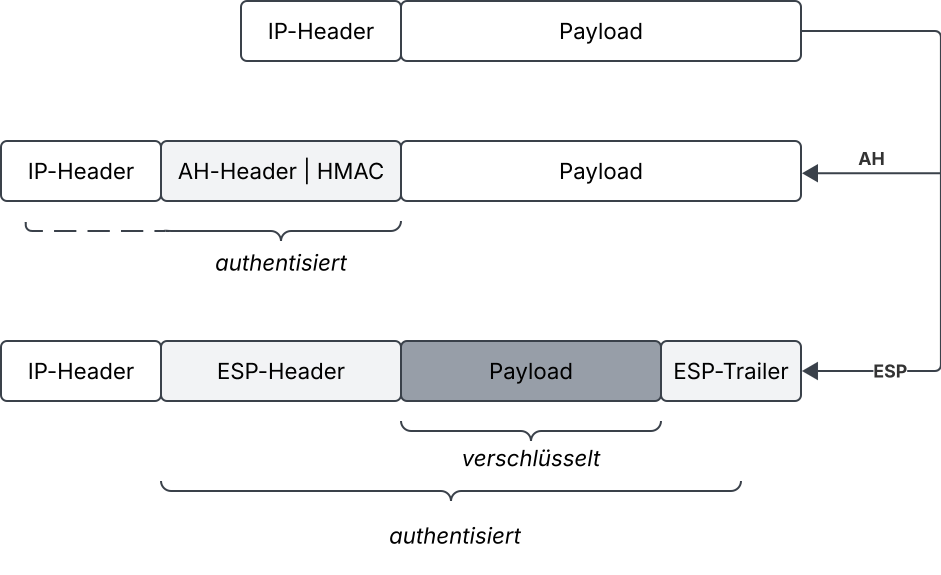 IP-Header
Payload
AH
IP-Header
AH-Header | HMAC
Payload
authentisiert
IP-Header
ESP-Header
Payload
ESP-Trailer
ESP
verschlüsselt
authentisiert